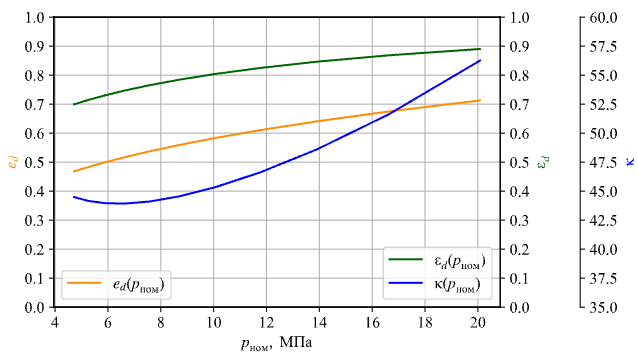 1.0 1.0 60.0
0.9 0.9 57.5
0.8 0.8 55.0
0.7 0.7 52.5
0.6 0.6 50.0
0.5 0.5 47.5
0.4 0.4 45.0
0.3 0.3 42.5
0.2 0.2 40.0
0.1 0.1 37.5
0.0 0.0 35.0
e_d
ε_d
κ
ε_d(p_ном)
e_d(p_ном) κ(p_ном)
4 6 8 10 12 14 16 18 20
p_ном, МПа